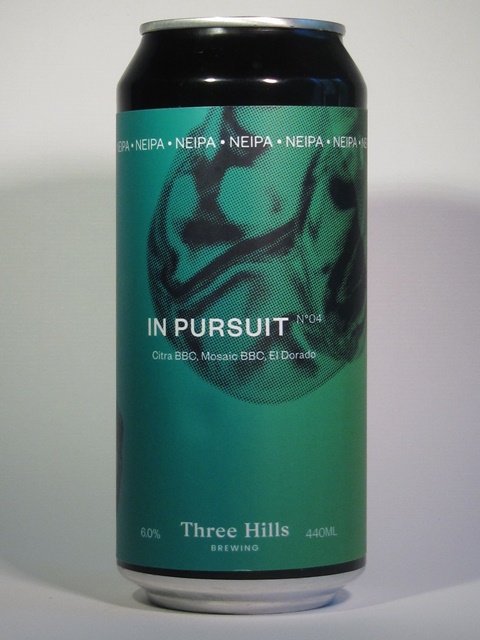 NEIPA • NEIPA • NEIPA • NEIPA • NEIPA • NEIPA •
IN PURSUIT N°04
Citra BBC, Mosaic BBC, El Dorado
6.0% Three Hills 440ML
BREWING